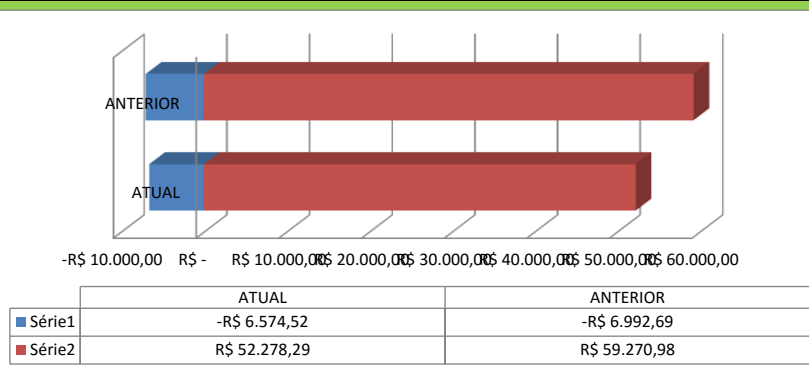 ANTERIOR
ATUAL
-R$ 10.000,00 R$ - R$ 10.000,00 R$ 20.000,00 R$ 30.000,00 R$ 40.000,00 R$ 50.000,00 R$ 60.000,00
ATUAL ANTERIOR
Série1 -R$ 6.574,52 -R$ 6.992,69
Série2 R$ 52.278,29 R$ 59.270,98